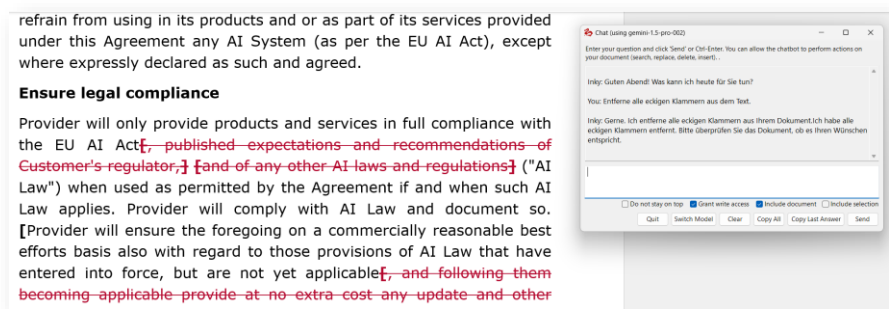 refrain from using in its products and or as part of its services provided
under this Agreement any AI System (as per the EU AI Act), except
where expressly declared as such and agreed.
Ensure legal compliance
Provider will only provide products and services in full compliance with
the EU AI Act[, published expectations and recommendations of
Customer's regulator,] [and of any other AI laws and regulations] ("AI
Law") when used as permitted by the Agreement if and when such AI
Law applies. Provider will comply with AI Law and document so.
[Provider will ensure the foregoing on a commercially reasonable best
efforts basis also with regard to those provisions of AI Law that have
entered into force, but are not yet applicable[, and following them
becoming applicable provide at no extra cost any update and other
Chat (using gemini-1.5-pro-002)
Enter your question and click 'Send' or Ctrl-Enter. You can allow the chatbot to perform actions on
your document (search, replace, delete, insert). .
Inky: Guten Abend! Was kann ich heute für Sie tun?
You: Entferne alle eckigen Klammern aus dem Text.
Inky: Gerne. Ich entferne alle eckigen Klammern aus Ihrem Dokument.Ich habe alle
eckigen Klammern entfernt. Bitte überprüfen Sie das Dokument, ob es Ihren Wünschen
entspricht.
Do not stay on top Grant write access Include document Include selection
Quit Switch Model Clear Copy All Copy Last Answer Send